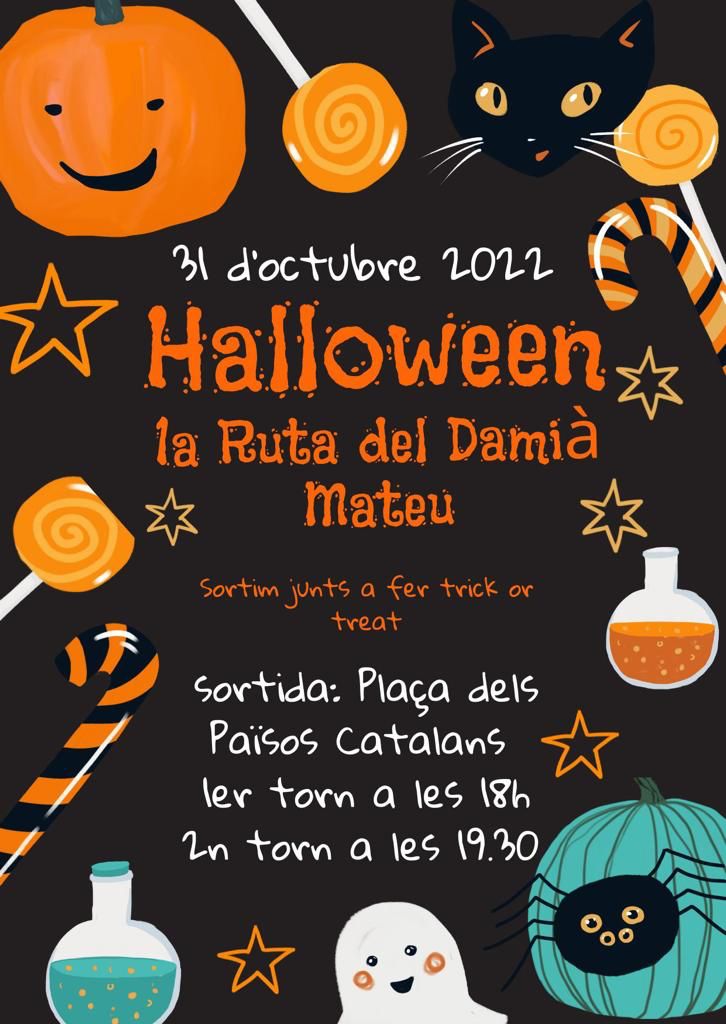 31 d'octubre 2022
Halloween
la Ruta del Damià
Mateu
Sortim junts a fer trick or
treat
sortida: Plaça dels
Països Catalans
1er torn a les 18h
2n torn a les 19.30